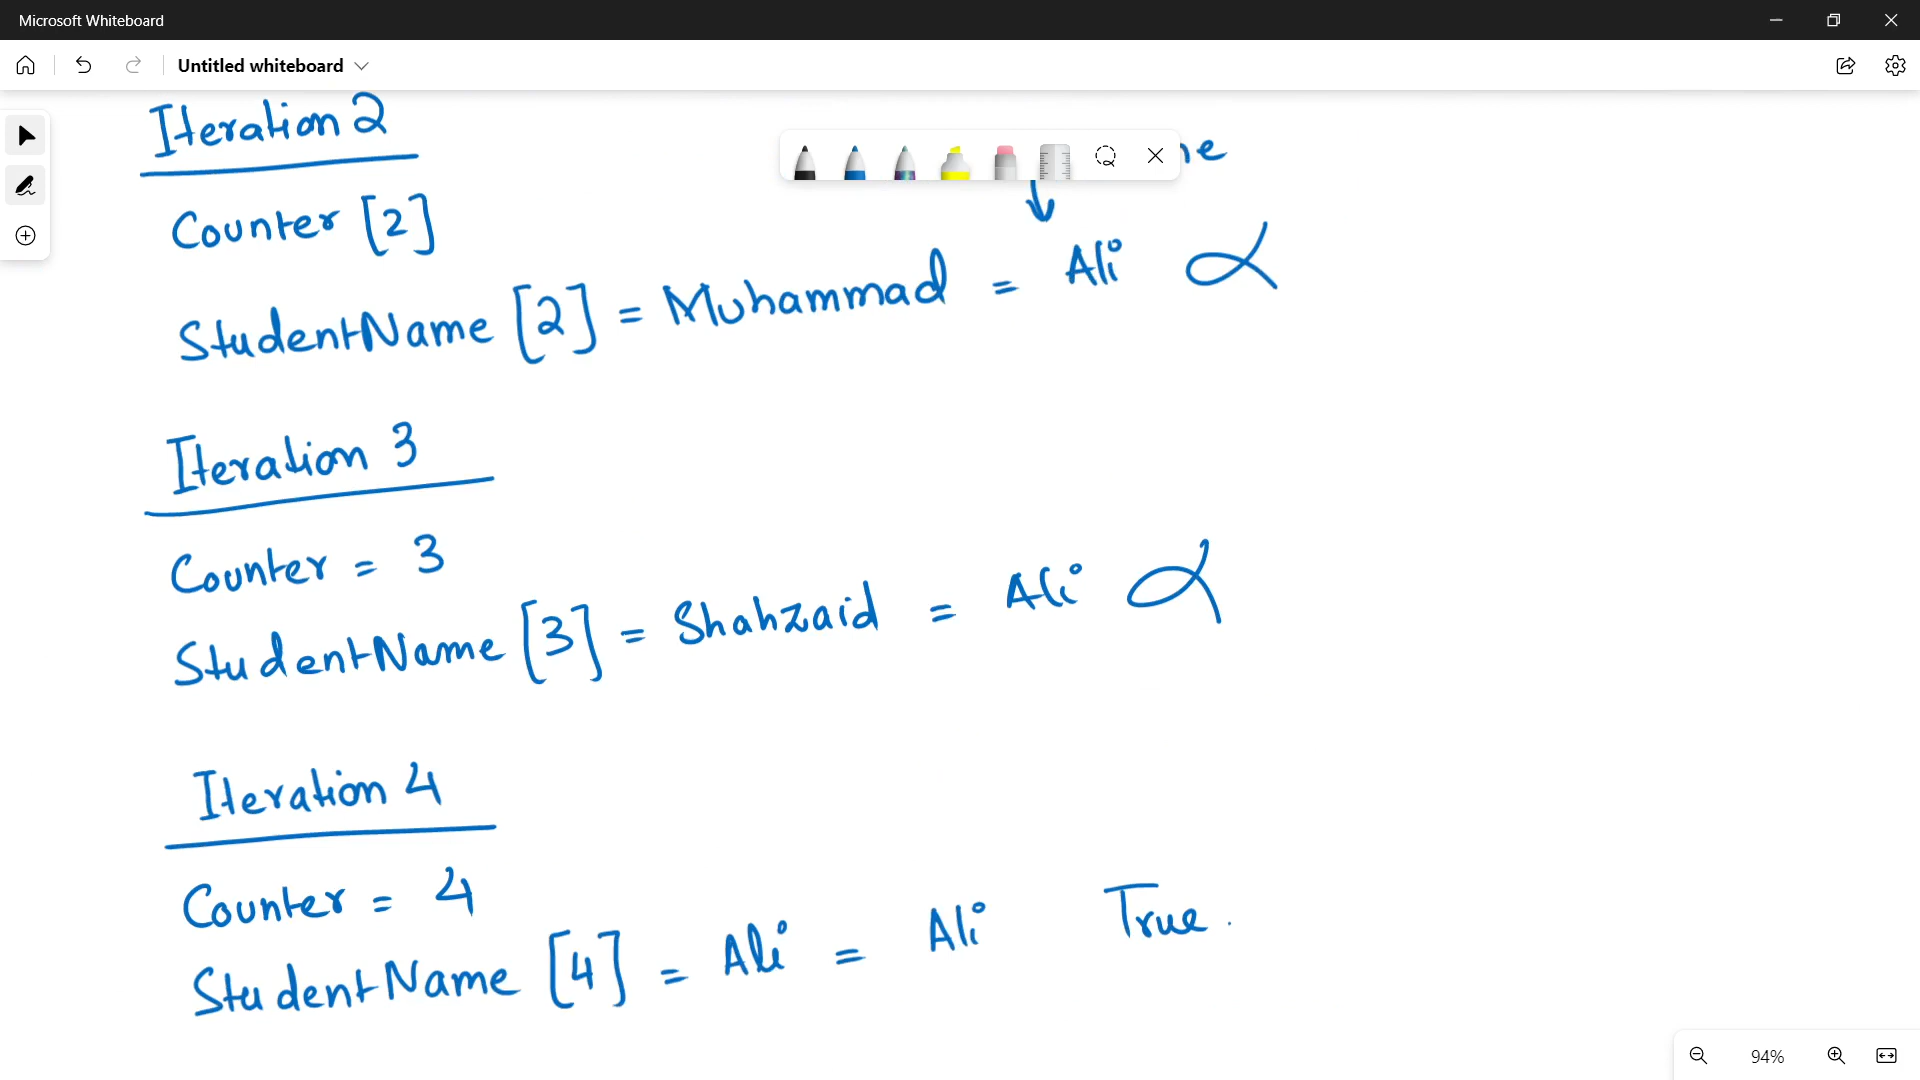 Microsoft Whiteboard
Untitled whiteboard
Iteration 2
Counter [2]
StudentName [2] = Muhammad = Ali
Iteration 3
Counter = 3
StudentName [3] = Shahzaid = Ali
Iteration 4
Counter = 4
StudentName [4] = Ali = Ali True.
94%